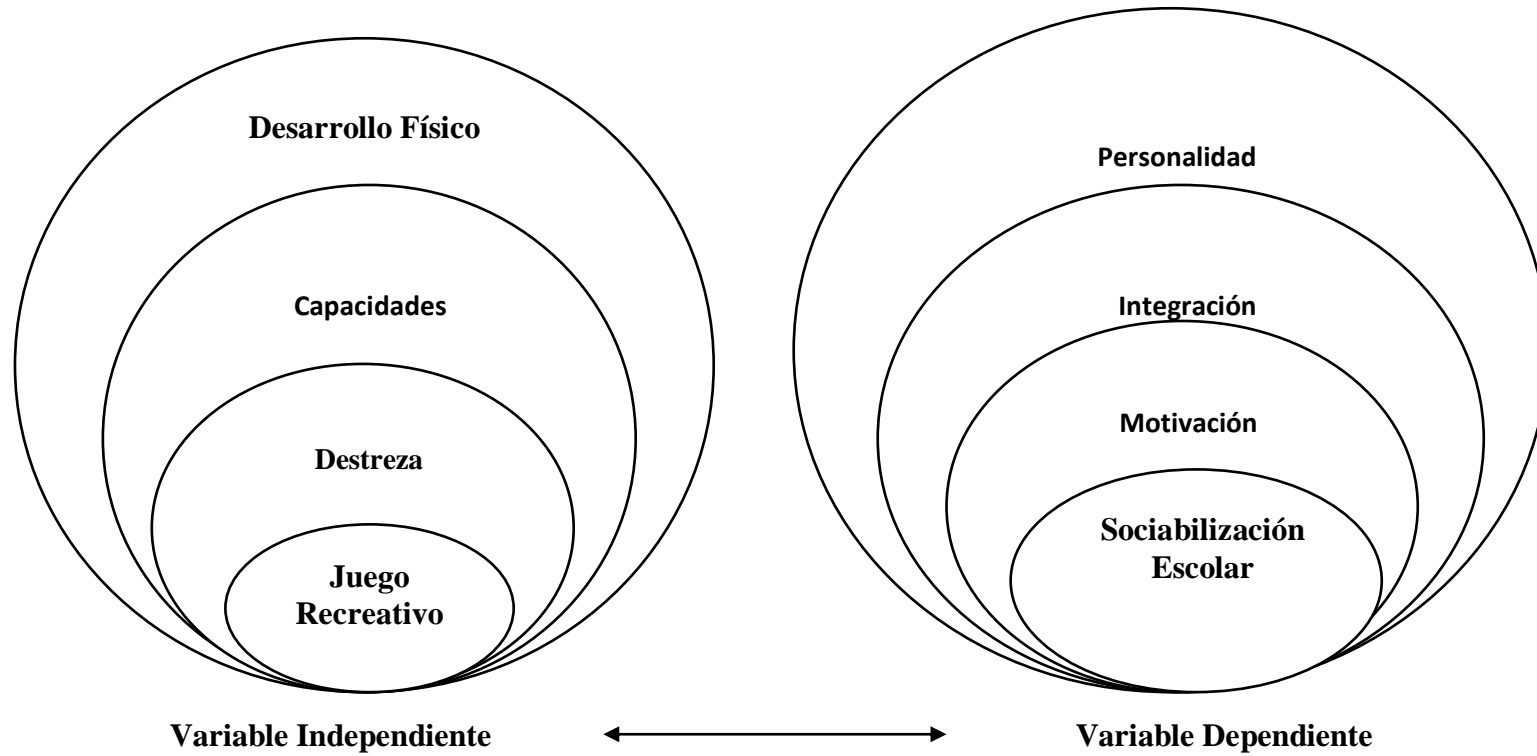 Desarrollo Físico
Capacidades
Destreza
Juego
Recreativo
Variable Independiente
Personalidad
Integración
Motivación
Sociabilización
Escolar
Variable Dependiente